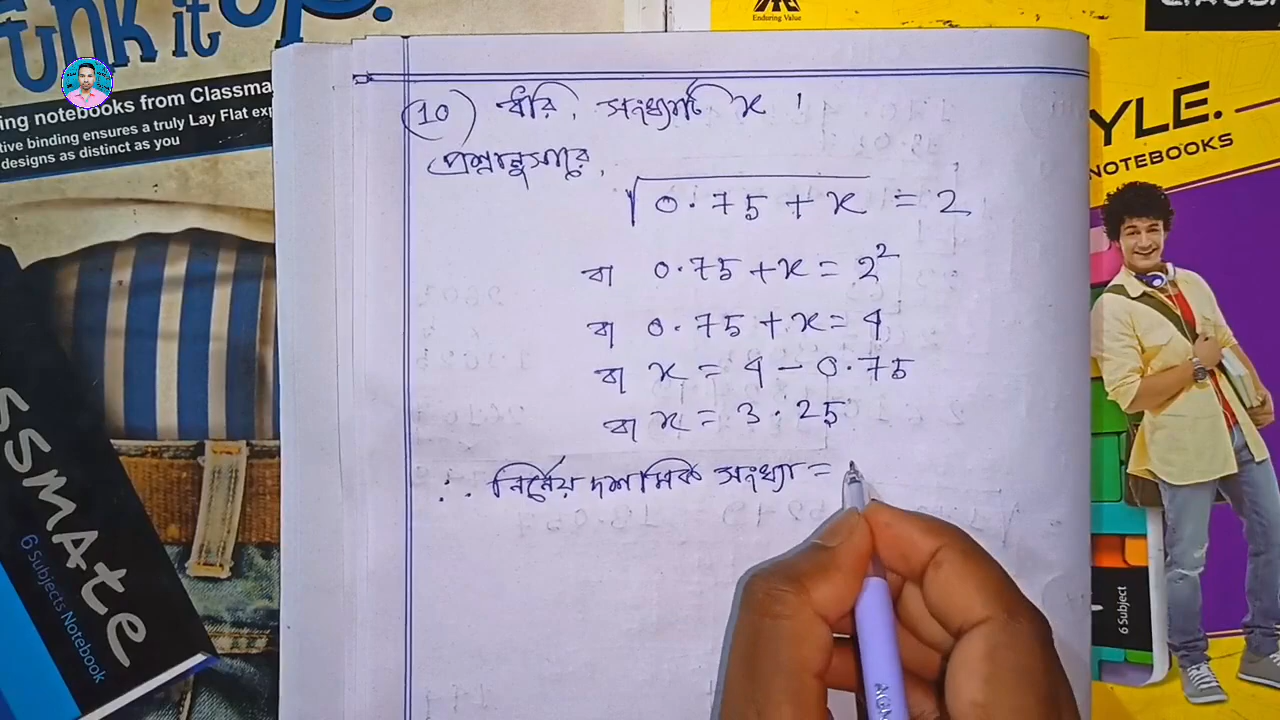 unk it up.
ing notebooks from Classma
tive binding ensures a truly Lay Flat exp
designs as distinct as you
Enduring Value
YLE.
NOTEBOOKS
(10) ধরি, সংখ্যাটি x ।
প্রশ্নানুসারে,
√0.75 + x = 2
বা 0.75 + x = 2²
বা 0.75 + x = 4
বা x = 4 - 0.75
বা x = 3.25
∴ নির্ণেয় দশমিক সংখ্যা =
ssmate
6 Subjects Notebook
6 Subject